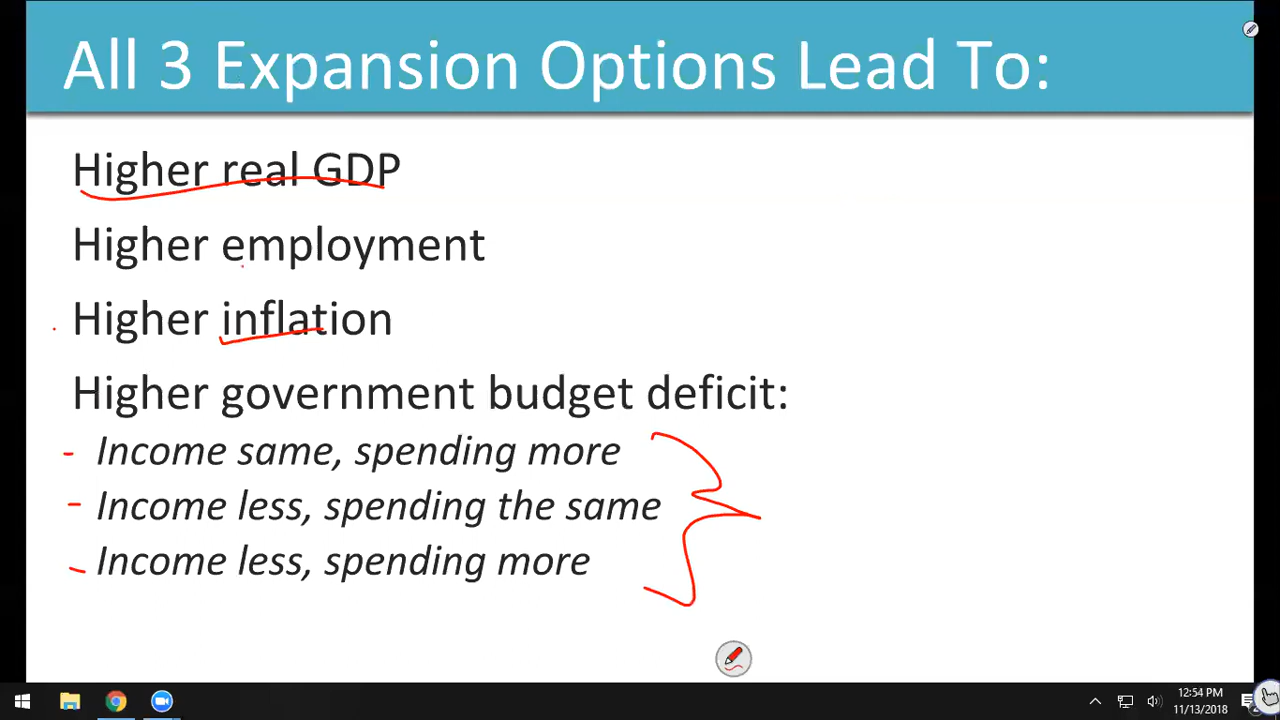 All 3 Expansion Options Lead To:
Higher real GDP
Higher employment
Higher inflation
Higher government budget deficit:
Income same, spending more
Income less, spending the same
Income less, spending more
12:54 PM
11/13/2018